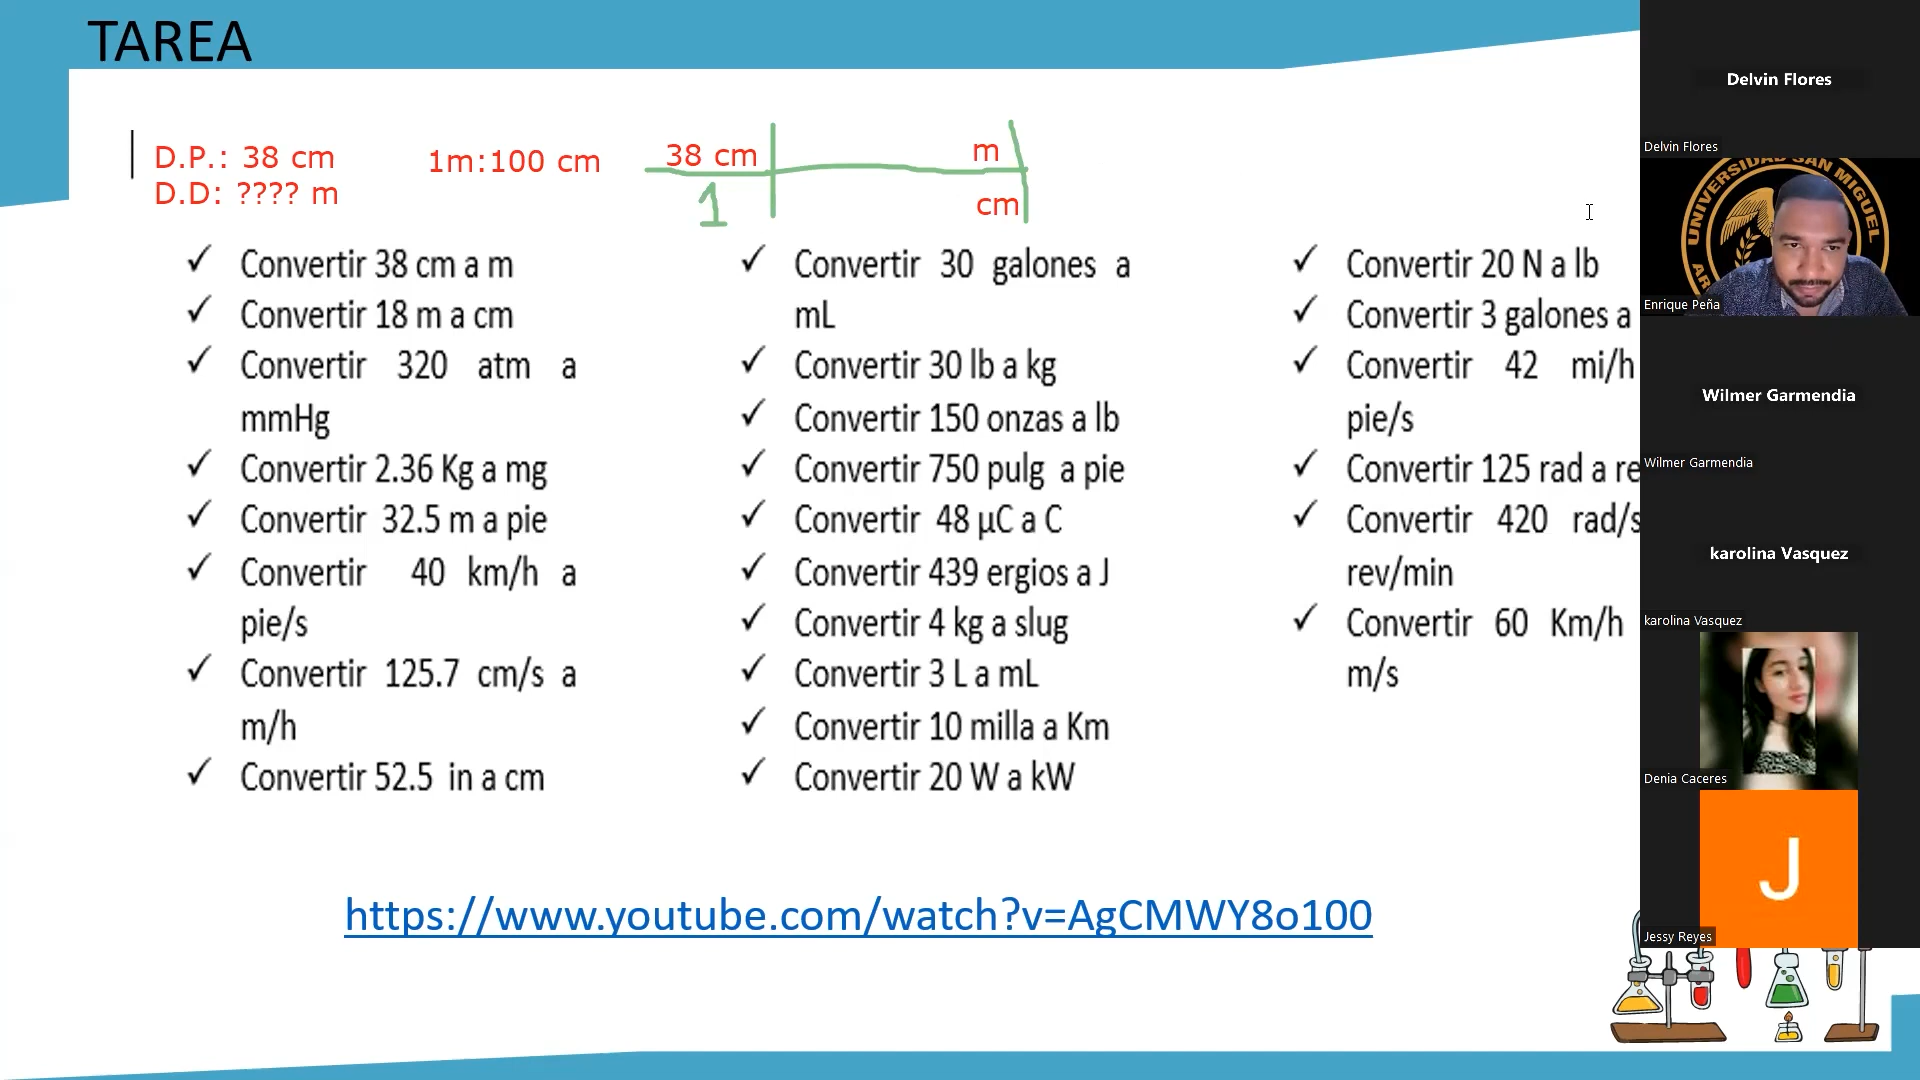 TAREA
D.P.: 38 cm
D.D: ???? m
1m:100 cm
38 cm
1
m
cm
Convertir 38 cm a m
Convertir 18 m a cm
Convertir 320 atm a
mmHg
Convertir 2.36 Kg a mg
Convertir 32.5 m a pie
Convertir 40 km/h a
pie/s
Convertir 125.7 cm/s a
m/h
Convertir 52.5 in a cm
Convertir 30 galones a
mL
Convertir 30 lb a kg
Convertir 150 onzas a lb
Convertir 750 pulg a pie
Convertir 48 µC a C
Convertir 439 ergios a J
Convertir 4 kg a slug
Convertir 3 L a mL
Convertir 10 milla a Km
Convertir 20 W a kW
Convertir 20 N a lb
Convertir 3 galones a
Convertir 42 mi/h
pie/s
Convertir 125 rad a re
Convertir 420 rad/s
rev/min
Convertir 60 Km/h
m/s
https://www.youtube.com/watch?v=AgCMWY8o100
Delvin Flores
Delvin Flores
UNIVERSIDAD SAN MIGUEL
Enrique Peña
Wilmer Garmendia
Wilmer Garmendia
karolina Vasquez
karolina Vasquez
Denia Caceres
J
Jessy Reyes